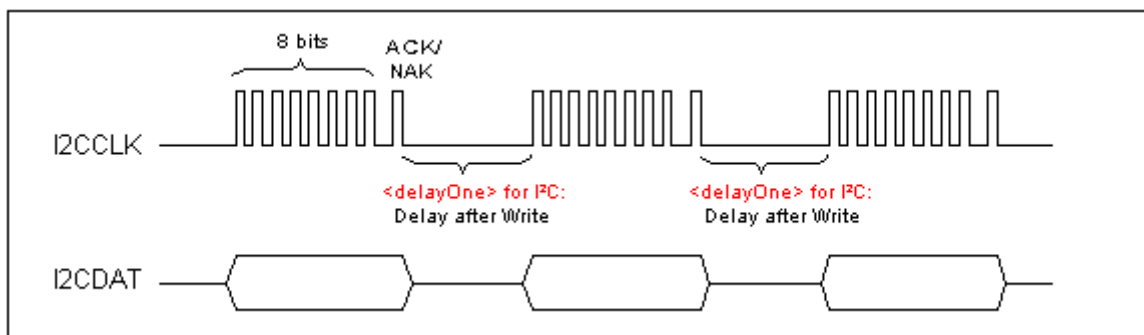 8 bits
ACK/
NAK
I2CCLK
<delayOne> for I²C:
Delay after Write
<delayOne> for I²C:
Delay after Write
I2CDAT